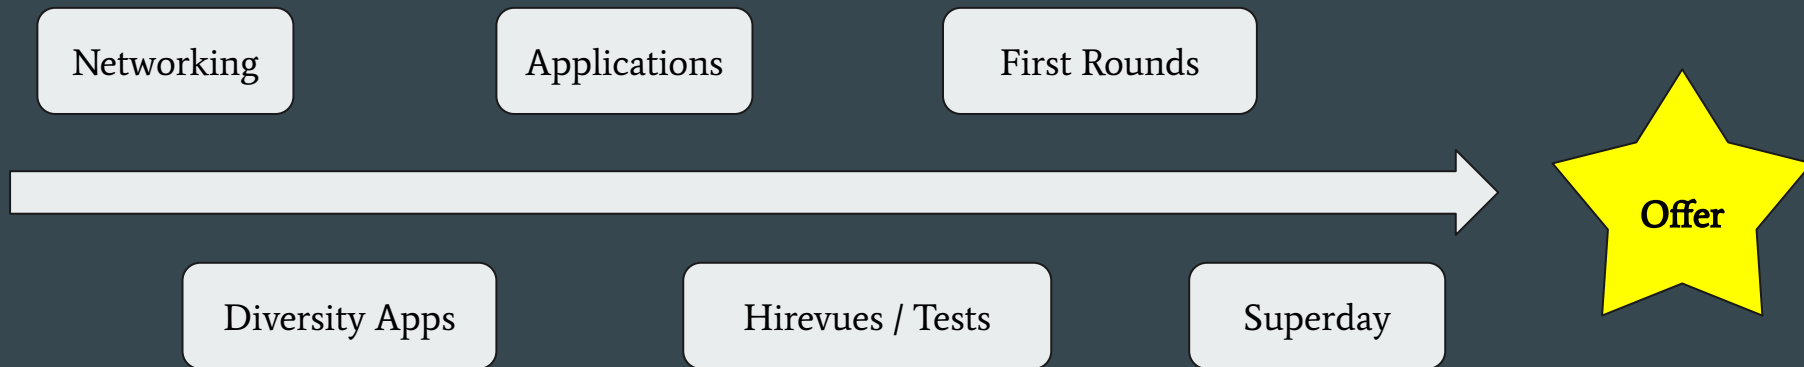 Networking
Applications
First Rounds
Offer
Diversity Apps
Hirevues / Tests
Superday